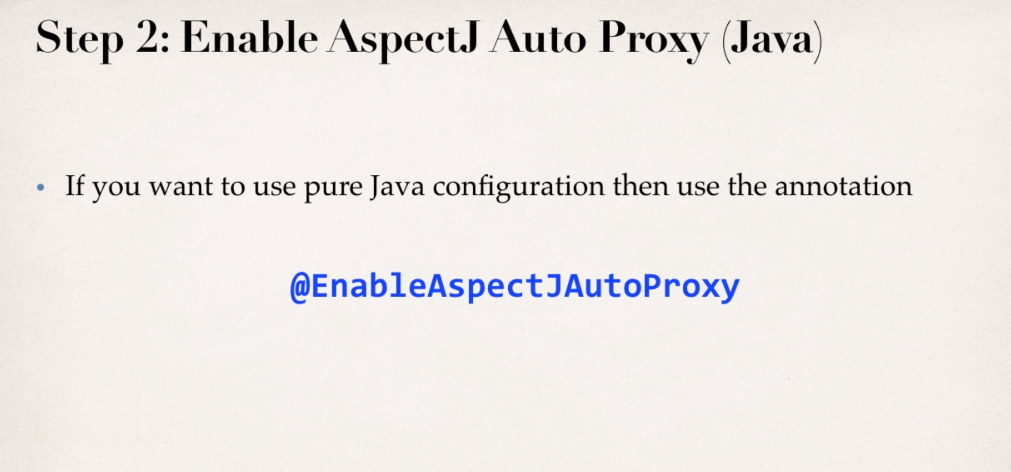 Step 2: Enable AspectJ Auto Proxy (Java)
• If you want to use pure Java configuration then use the annotation
@EnableAspectJAutoProxy